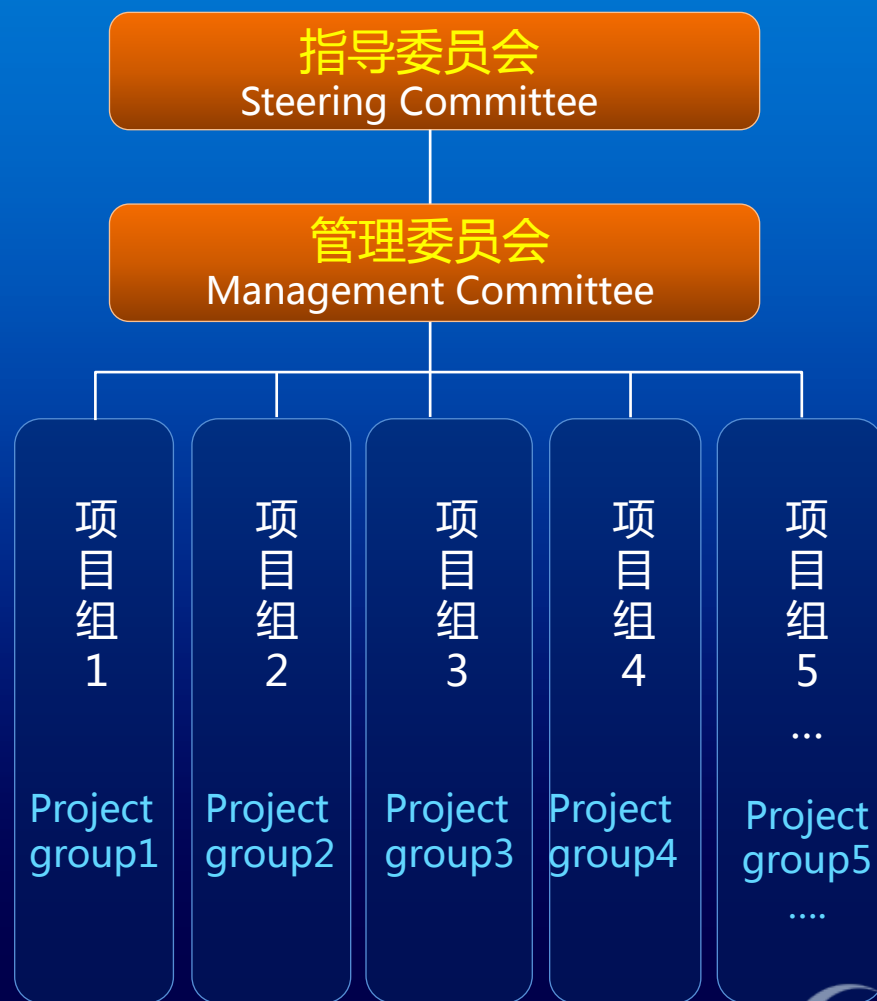 指导委员会
Steering Committee
管理委员会
Management Committee
项目组1
Project
group1
项目组2
Project
group2
项目组3
Project
group3
项目组4
Project
group4
项目组5
...
Project
group5
....